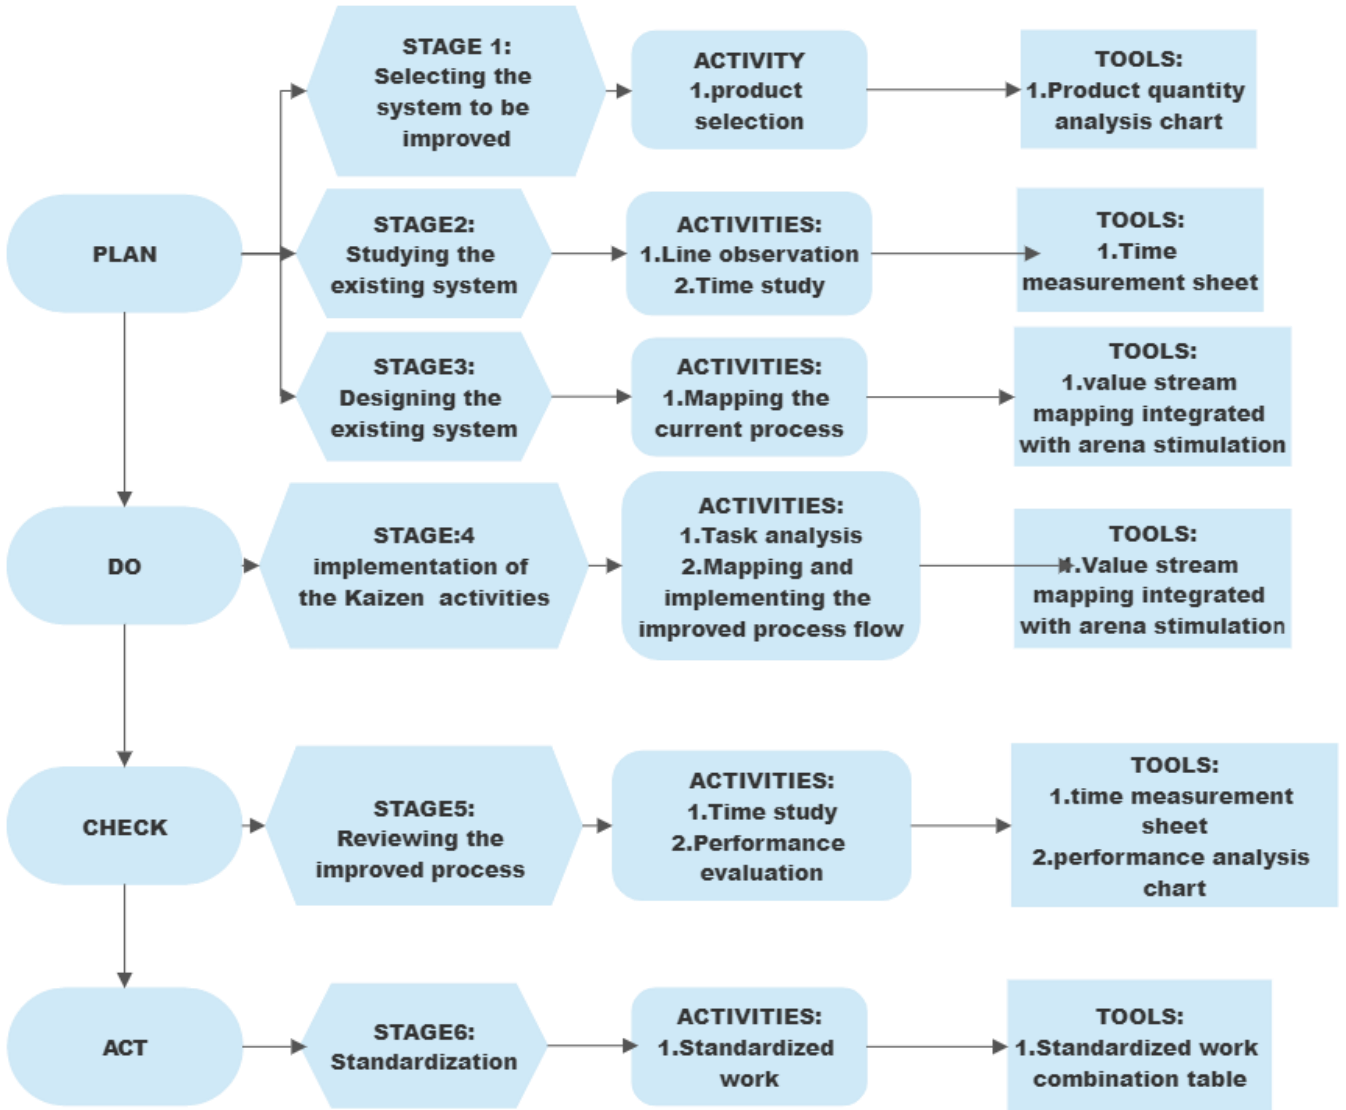 STAGE 1:
Selecting the
system to be
improved
ACTIVITY
1.product
selection
TOOLS:
1.Product quantity
analysis chart
PLAN
STAGE2:
Studying the
existing system
ACTIVITIES:
1.Line observation
2.Time study
TOOLS:
1.Time
measurement sheet
STAGE3:
Designing the
existing system
ACTIVITIES:
1.Mapping the
current process
TOOLS:
1.value stream
mapping integrated
with arena stimulation
DO
STAGE:4
implementation of
the Kaizen activities
ACTIVITIES:
1.Task analysis
2.Mapping and
implementing the
improved process flow
TOOLS:
1.Value stream
mapping integrated
with arena stimulation
CHECK
STAGE5:
Reviewing the
improved process
ACTIVITIES:
1.Time study
2.Performance
evaluation
TOOLS:
1.time measurement
sheet
2.performance analysis
chart
ACT
STAGE6:
Standardization
ACTIVITIES:
1.Standardized
work
TOOLS:
1.Standardized work
combination table